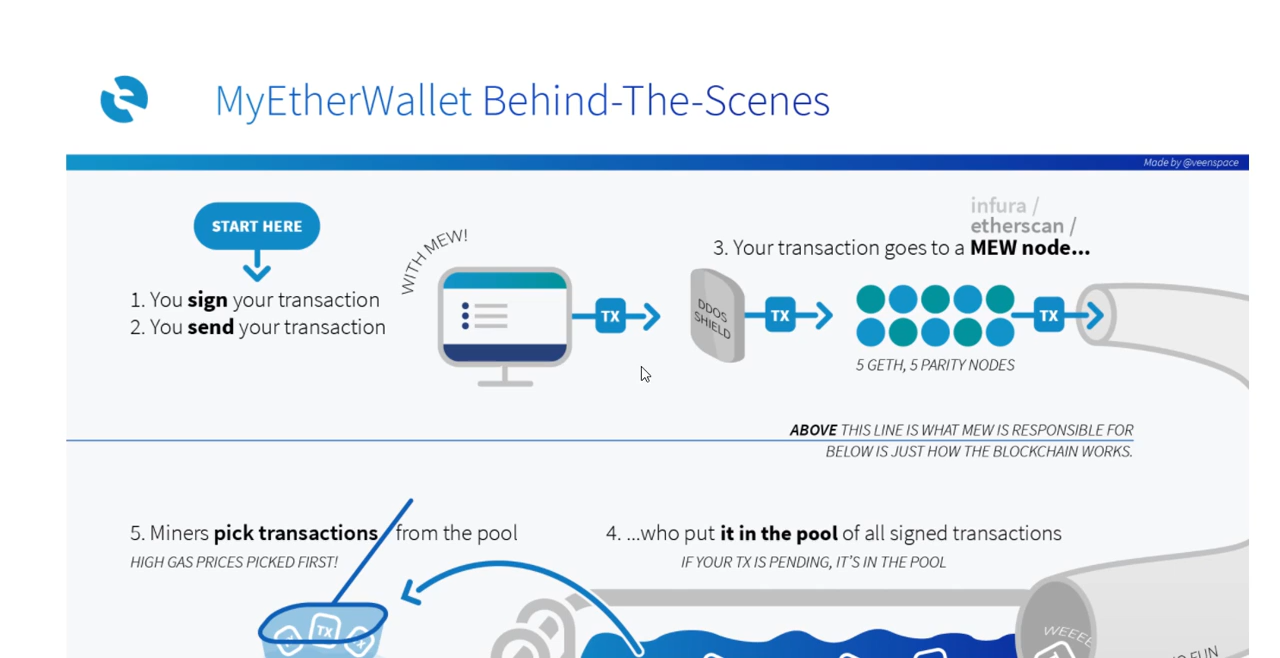 MyEtherWallet Behind-The-Scenes
Made by @veenspace
START HERE
1. You sign your transaction
2. You send your transaction
WITH MEW!
TX
DDOS
SHIELD
TX
infura /
etherscan /
3. Your transaction goes to a MEW node...
5 GETH, 5 PARITY NODES
TX
ABOVE THIS LINE IS WHAT MEW IS RESPONSIBLE FOR
BELOW IS JUST HOW THE BLOCKCHAIN WORKS.
5. Miners pick transactions from the pool
HIGH GAS PRICES PICKED FIRST!
4. ...who put it in the pool of all signed transactions
IF YOUR TX IS PENDING, IT'S IN THE POOL
TX
WEEEE
FUN